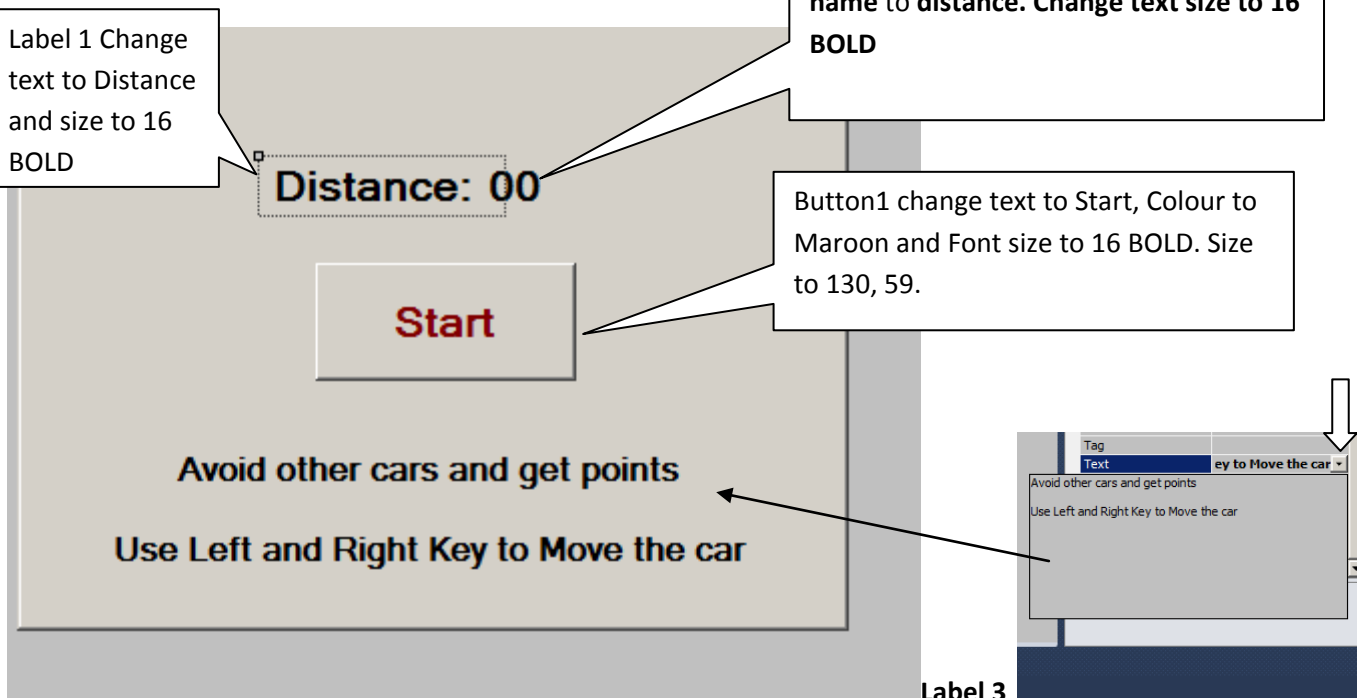 name to distance. Change text size to 16
BOLD
Label 1 Change
text to Distance
and size to 16
BOLD
Distance: 00
Button1 change text to Start, Colour to
Maroon and Font size to 16 BOLD. Size
to 130, 59.
Start
Avoid other cars and get points
Use Left and Right Key to Move the car
Tag
Text ey to Move the car
Avoid other cars and get points
Use Left and Right Key to Move the car
Label 3